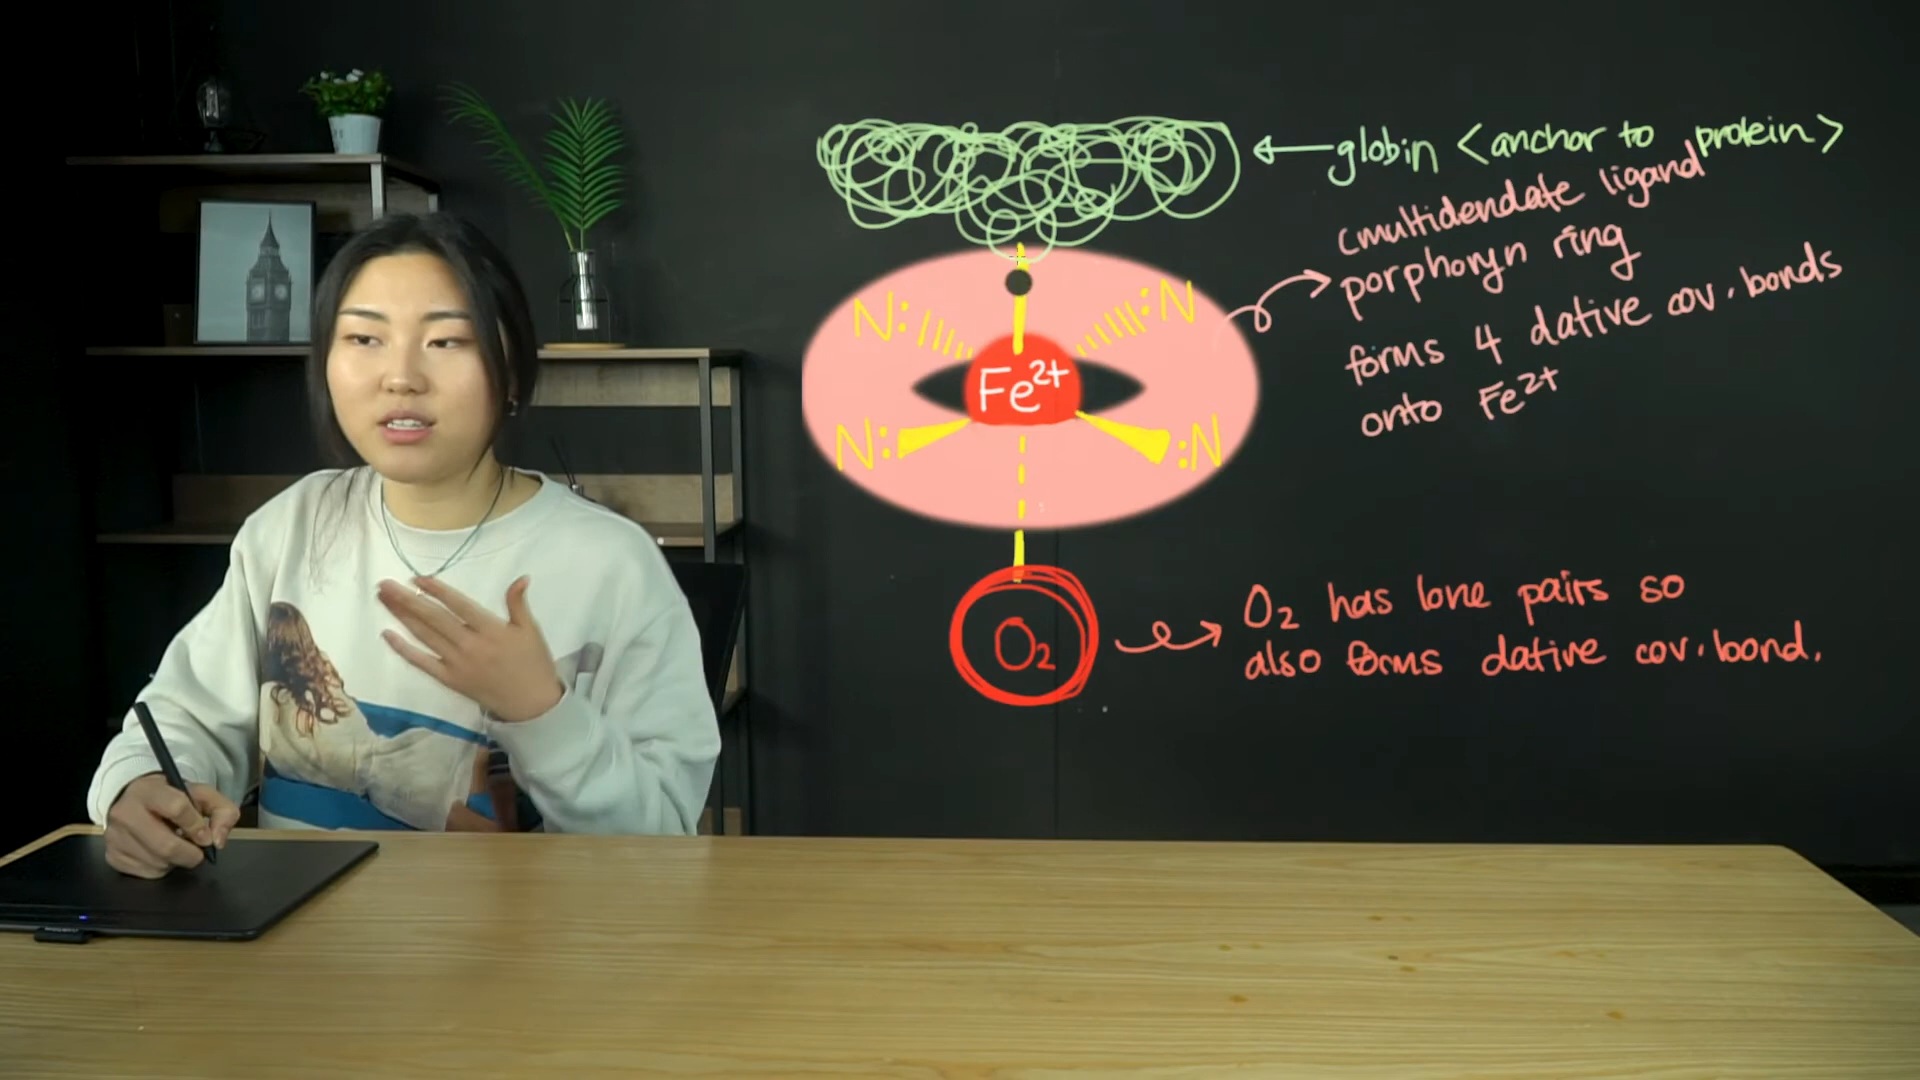 globin <anchor to protein>
(multidendate ligand
porphoryn ring
forms 4 dative cov. bonds
onto Fe²⁺
N: :N
Fe²⁺
N: :N
O₂
O₂ has lone pairs so
also forms dative cov. bond.